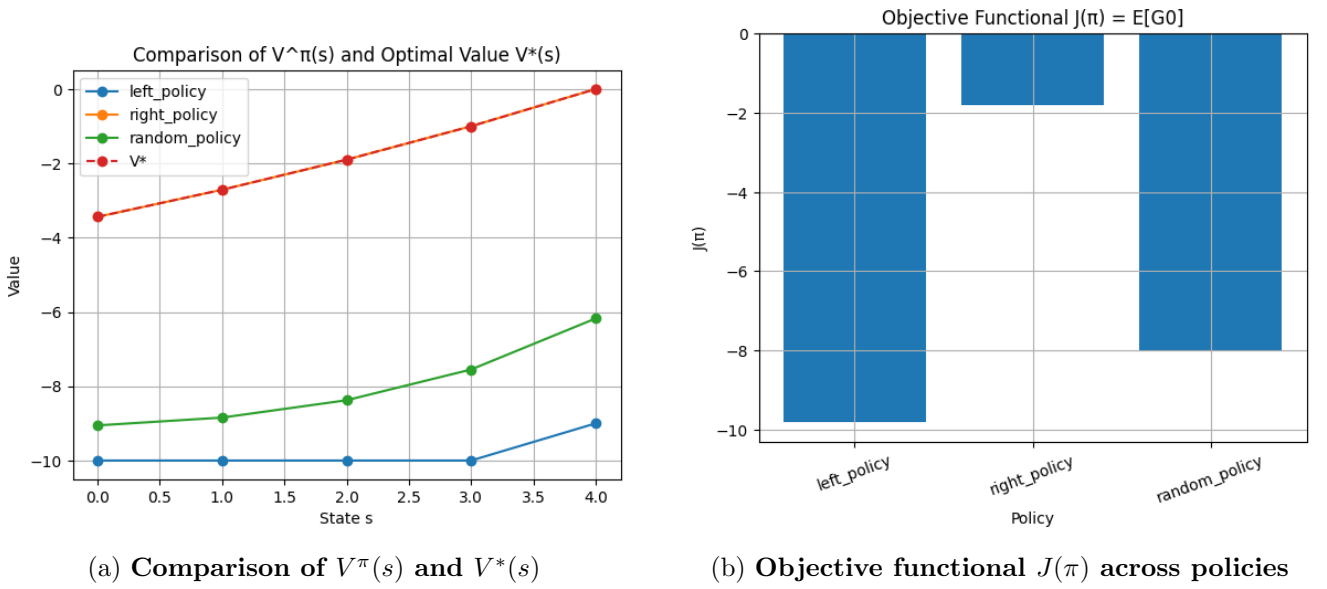 Comparison of V^π(s) and Optimal Value V*(s)
left_policy
right_policy
random_policy
V*
Value
0
−2
−4
−6
−8
−10
0.0 0.5 1.0 1.5 2.0 2.5 3.0 3.5 4.0
State s
(a) Comparison of V^π(s) and V*(s)
Objective Functional J(π) = E[G0]
J(π)
0
−2
−4
−6
−8
−10
left_policy right_policy random_policy
Policy
(b) Objective functional J(π) across policies